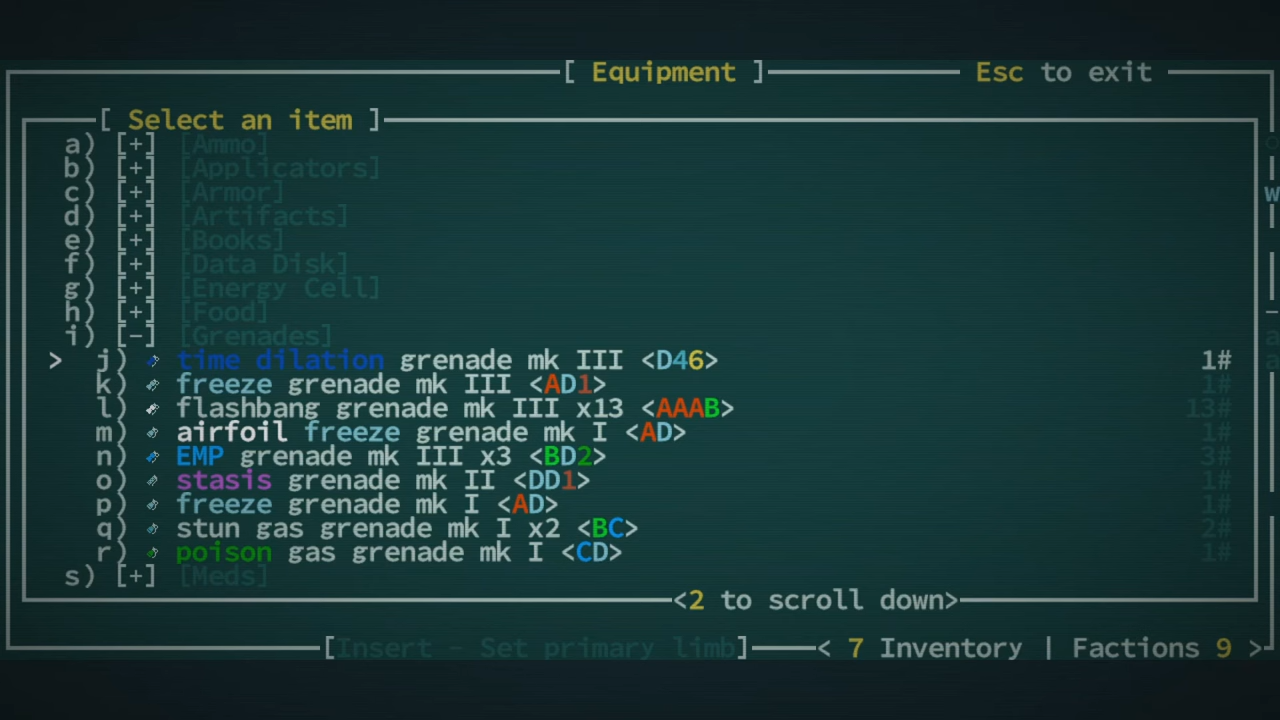 [ Equipment ] Esc to exit
[ Select an item ]
a) [+] [Ammo]
b) [+] [Applicators]
c) [+] [Armor]
d) [+] [Artifacts]
e) [+] [Books]
f) [+] [Data Disk]
g) [+] [Energy Cell]
h) [+] [Food]
i) [-] [Grenades]
> j) time dilation grenade mk III <D46> 1#
k) freeze grenade mk III <AD1> 1#
l) flashbang grenade mk III x13 <AAAB> 13#
m) airfoil freeze grenade mk I <AD> 1#
n) EMP grenade mk III x3 <BD2> 3#
o) stasis grenade mk II <DD1> 1#
p) freeze grenade mk I <AD> 1#
q) stun gas grenade mk I x2 <BC> 2#
r) poison gas grenade mk I <CD> 1#
s) [+] [Meds]
<2 to scroll down>
[Insert - Set primary limb] < 7 Inventory | Factions 9 >